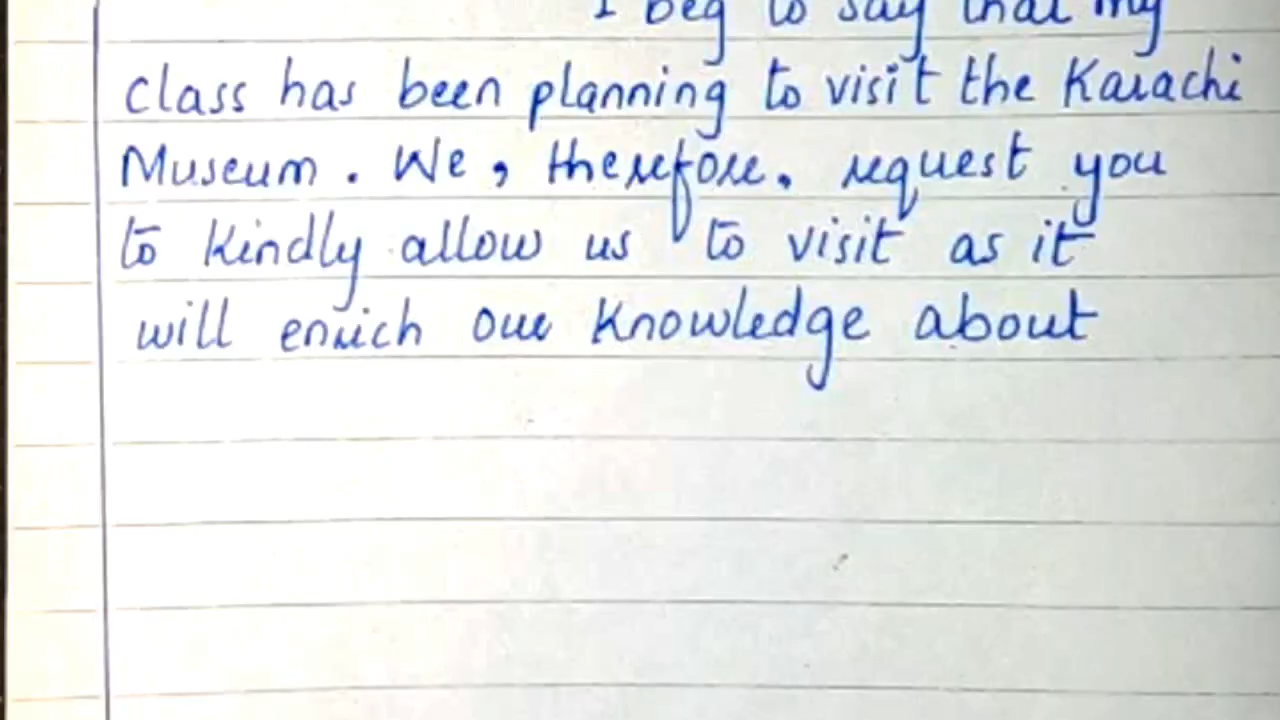 I beg to say that my
class has been planning to visit the Karachi
Museum. We, therefore. request you
to kindly allow us to visit as it
will enrich our knowledge about